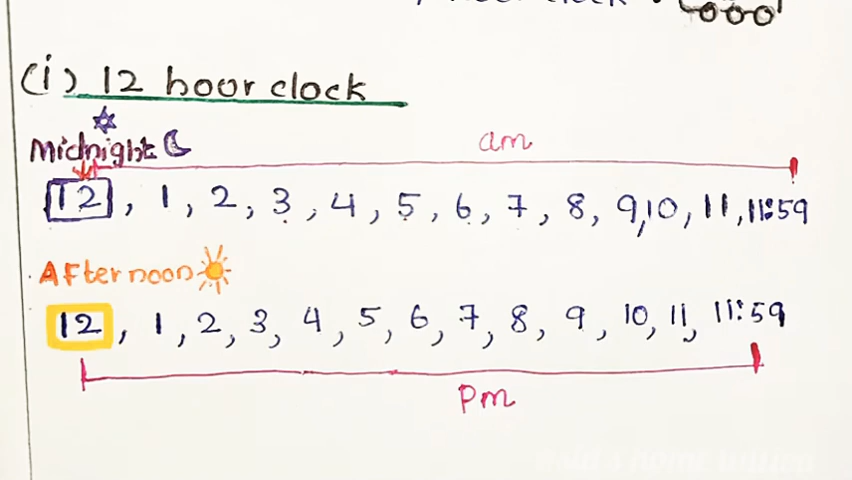 (i) 12 hour clock
Midnight
am
12, 1, 2, 3, 4, 5, 6, 7, 8, 9, 10, 11, 11:59
Afternoon
12, 1, 2, 3, 4, 5, 6, 7, 8, 9, 10, 11, 11:59
Pm